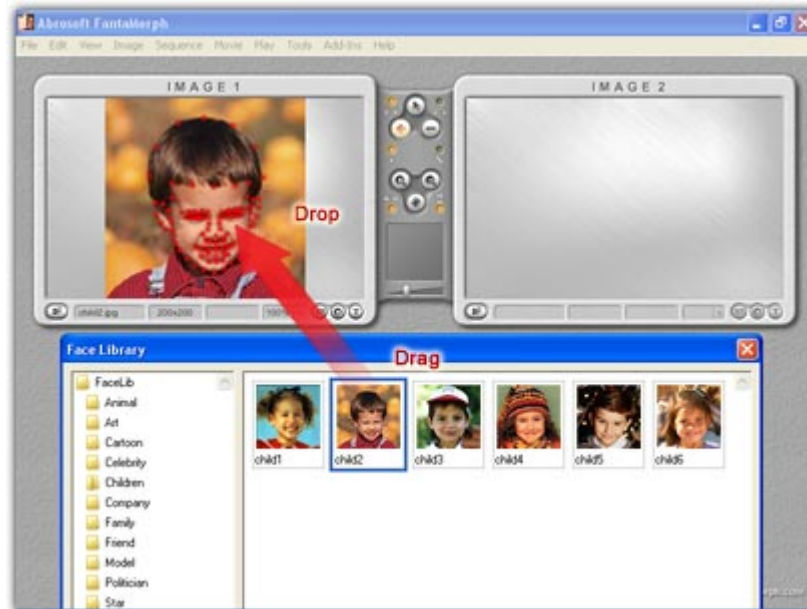 Abrosoft FantaMorph
File Edit View Image Sequence Movie Play Tools Add-Ins Help
IMAGE 1
IMAGE 2
Drop
child2.jpg 200x200 100%
Face Library
Drag
FaceLib
Animal
Art
Cartoon
Celebrity
Children
Company
Family
Friend
Model
Politician
Star
child1 child2 child3 child4 child5 child6